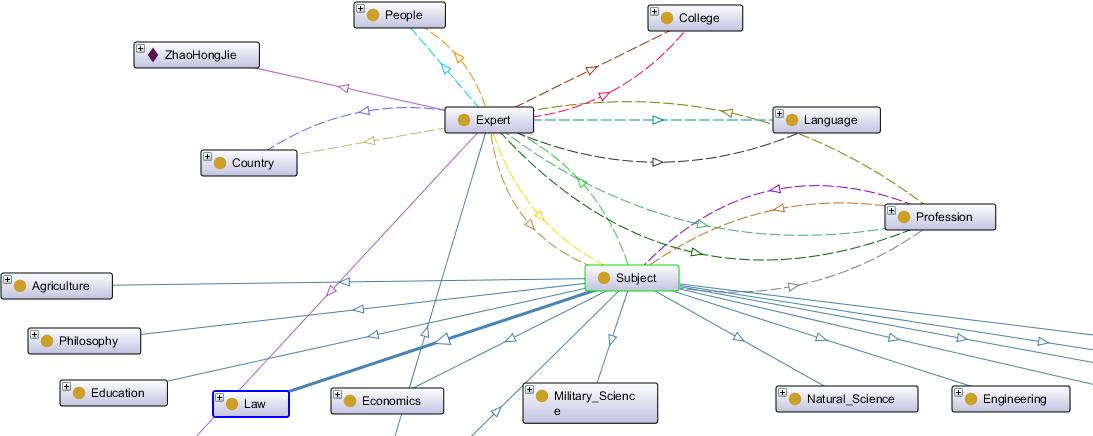 People
College
ZhaoHongJie
Expert
Language
Country
Profession
Subject
Agriculture
Philosophy
Education
Law
Economics
Military_Scienc
e
Natural_Science
Engineering